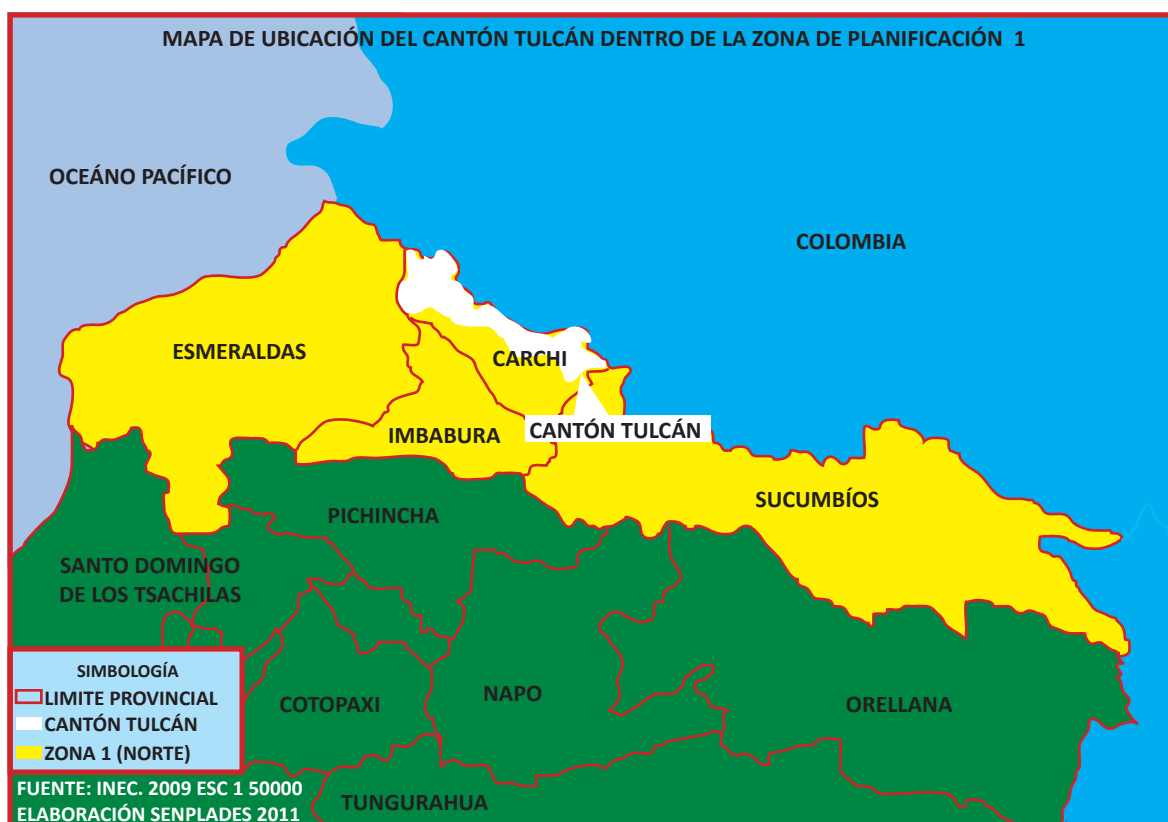 MAPA DE UBICACIÓN DEL CANTÓN TULCÁN DENTRO DE LA ZONA DE PLANIFICACIÓN 1
OCEÁNO PACÍFICO
COLOMBIA
ESMERALDAS
CARCHI
IMBABURA
CANTÓN TULCÁN
SUCUMBÍOS
PICHINCHA
SANTO DOMINGO
DE LOS TSACHILAS
COTOPAXI
NAPO
ORELLANA
TUNGURAHUA
SIMBOLOGÍA
LIMITE PROVINCIAL
CANTÓN TULCÁN
ZONA 1 (NORTE)
FUENTE: INEC. 2009 ESC 1 50000
ELABORACIÓN SENPLADES 2011